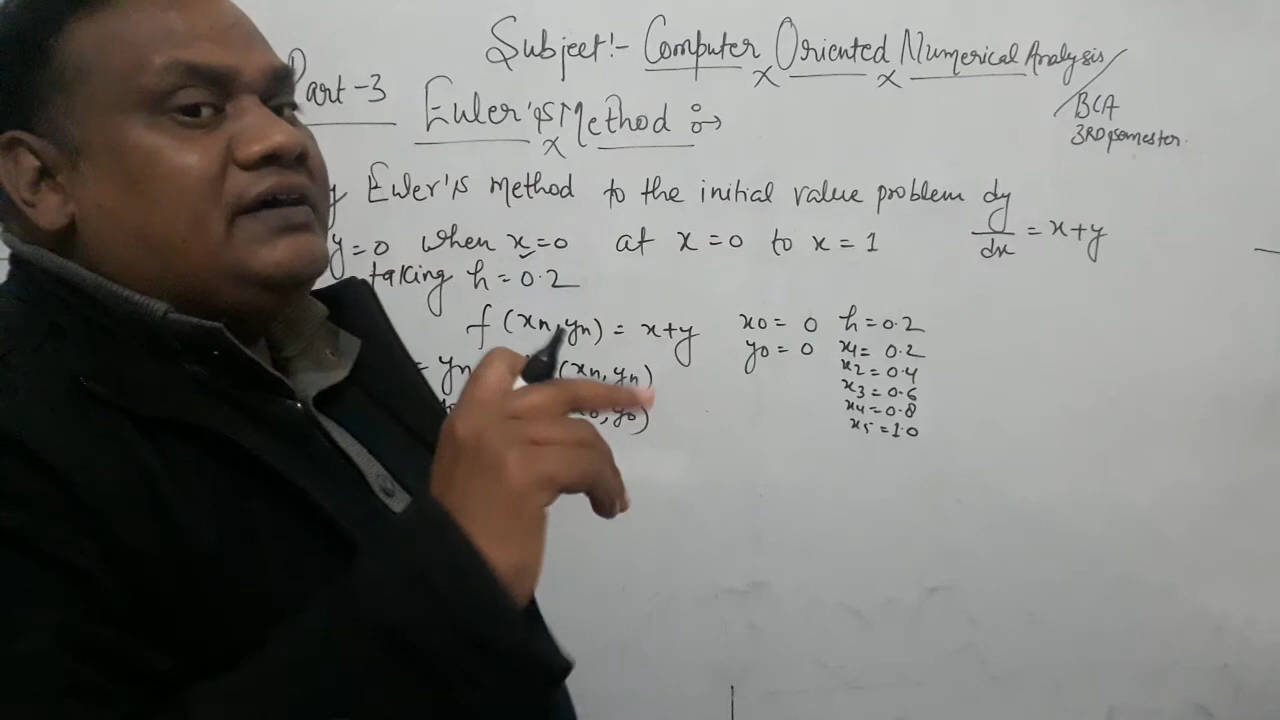 Subject:- Computer Oriented Numerical Analysis
BCA
3RD semester.
Part-3
Euler's Method :→
Euler's method to the initial value problem dy/dx = x+y
y=0 when x=0 at x=0 to x=1
taking h=0.2
f(xn,yn) = x+y
x0=0 h=0.2
y0=0 x1=0.2
x2=0.4
= yn (xn,yn)
x3=0.6
x4=0.8
,y0)
x5=1.0